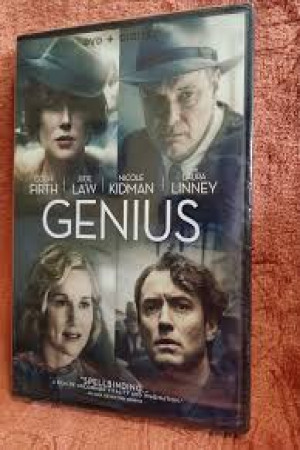 DVD + DIGITAL
COLIN JUDE NICOLE LAURA
FIRTH LAW KIDMAN LINNEY
GENIUS
"SPELLBINDING...